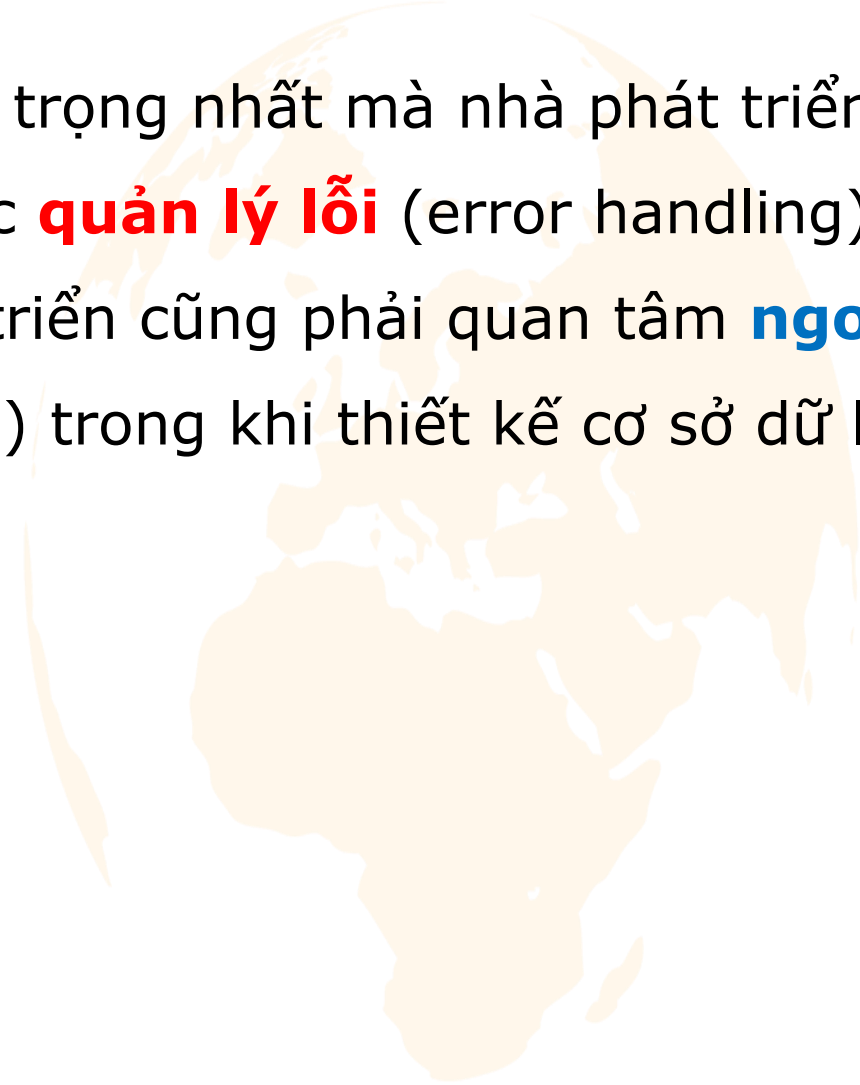 trọng nhất mà nhà phát triển
c quản lý lỗi (error handling)
triển cũng phải quan tâm ngo
) trong khi thiết kế cơ sở dữ l